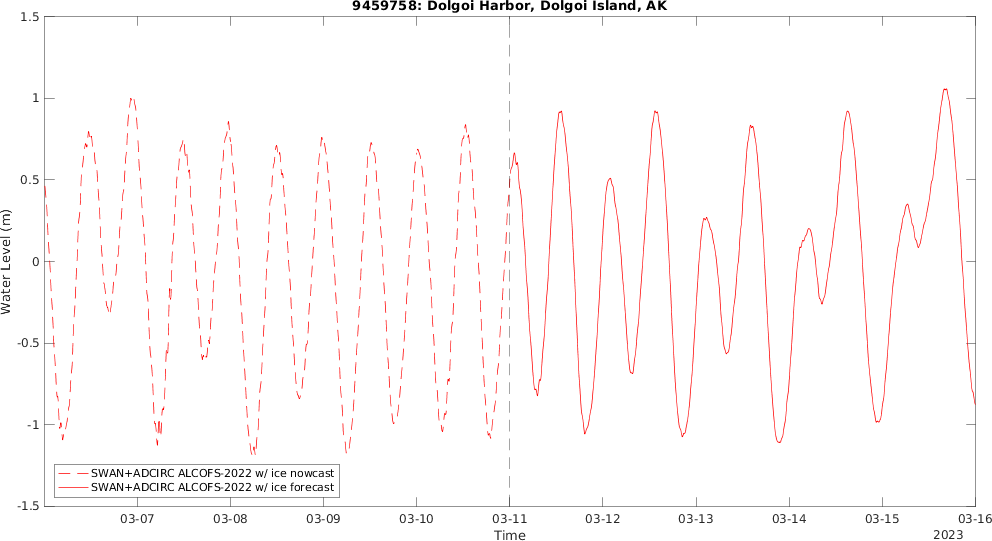 9459758: Dolgoi Harbor, Dolgoi Island, AK
1.5
1
0.5
0
-0.5
-1
-1.5
Water Level (m)
SWAN+ADCIRC ALCOFS-2022 w/ ice nowcast
SWAN+ADCIRC ALCOFS-2022 w/ ice forecast
03-07 03-08 03-09 03-10 03-11 03-12 03-13 03-14 03-15 03-16
Time
2023